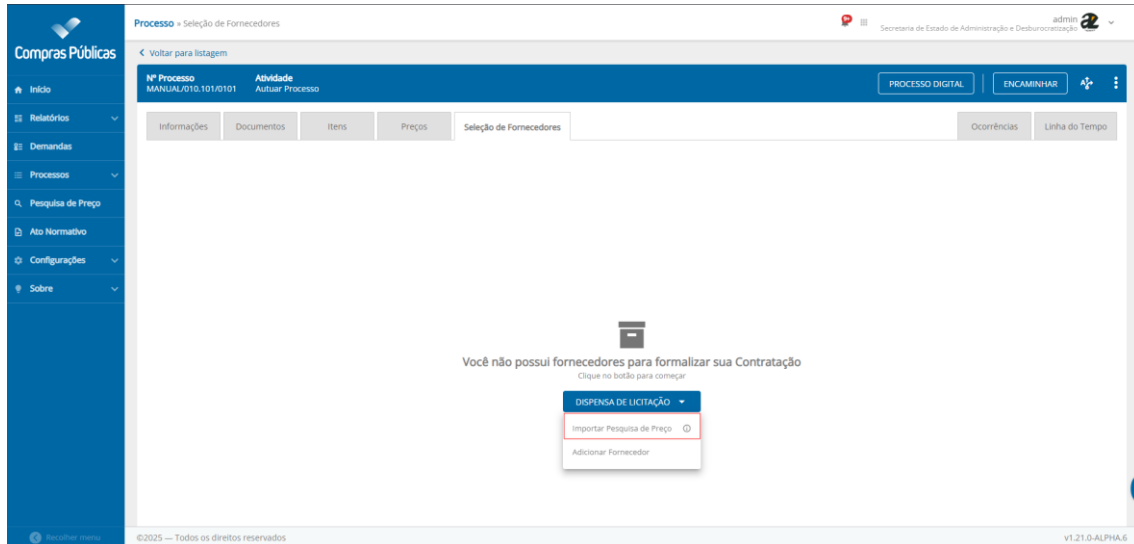 Compras Públicas
Início
Relatórios
Demandas
Processos
Pesquisa de Preço
Ato Normativo
Configurações
Sobre
Recolher menu
Processo » Seleção de Fornecedores
admin
Secretaria de Estado de Administração e Desburocratização
Voltar para listagem
Nº Processo Atividade
MANUAL/010.101/0101 Autuar Processo
PROCESSO DIGITAL ENCAMINHAR
Informações Documentos Itens Preços Seleção de Fornecedores Ocorrências Linha do Tempo
Você não possui fornecedores para formalizar sua Contratação
Clique no botão para começar
DISPENSA DE LICITAÇÃO
Importar Pesquisa de Preço
Adicionar Fornecedor
©2025 — Todos os direitos reservados v1.21.0-ALPHA.6